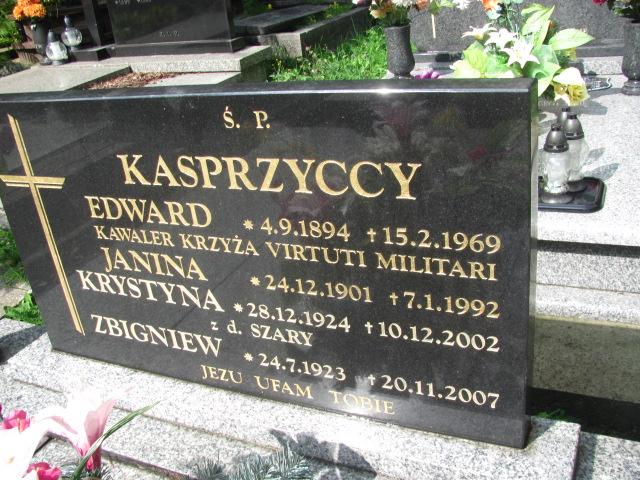 Ś. P.
KASPRZYCCY
EDWARD * 4.9.1894 † 15.2.1969
KAWALER KRZYŻA VIRTUTI MILITARI
JANINA * 24.12.1901 † 7.1.1992
KRYSTYNA * 28.12.1924 † 10.12.2002
z d. SZARY
ZBIGNIEW * 24.7.1923 † 20.11.2007
JEZU UFAM TOBIE